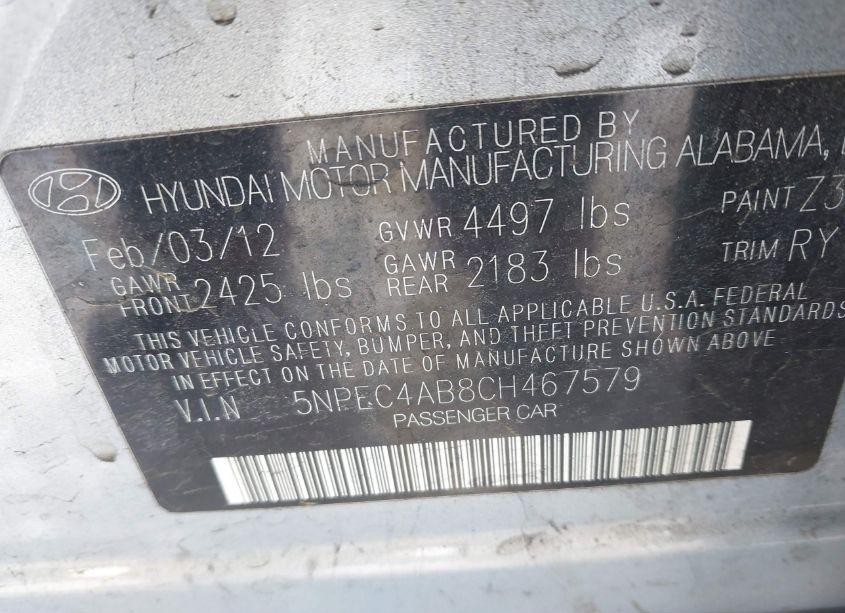 MANUFACTURED BY
HYUNDAI MOTOR MANUFACTURING ALABAMA,
Feb/03/12 GVWR 4497 lbs PAINT Z3
GAWR FRONT 2425 lbs GAWR REAR 2183 lbs TRIM RY
THIS VEHICLE CONFORMS TO ALL APPLICABLE U.S.A. FEDERAL
MOTOR VEHICLE SAFETY, BUMPER, AND THEFT PREVENTION STANDARDS
IN EFFECT ON THE DATE OF MANUFACTURE SHOWN ABOVE
V.I.N 5NPEC4AB8CH467579
PASSENGER CAR